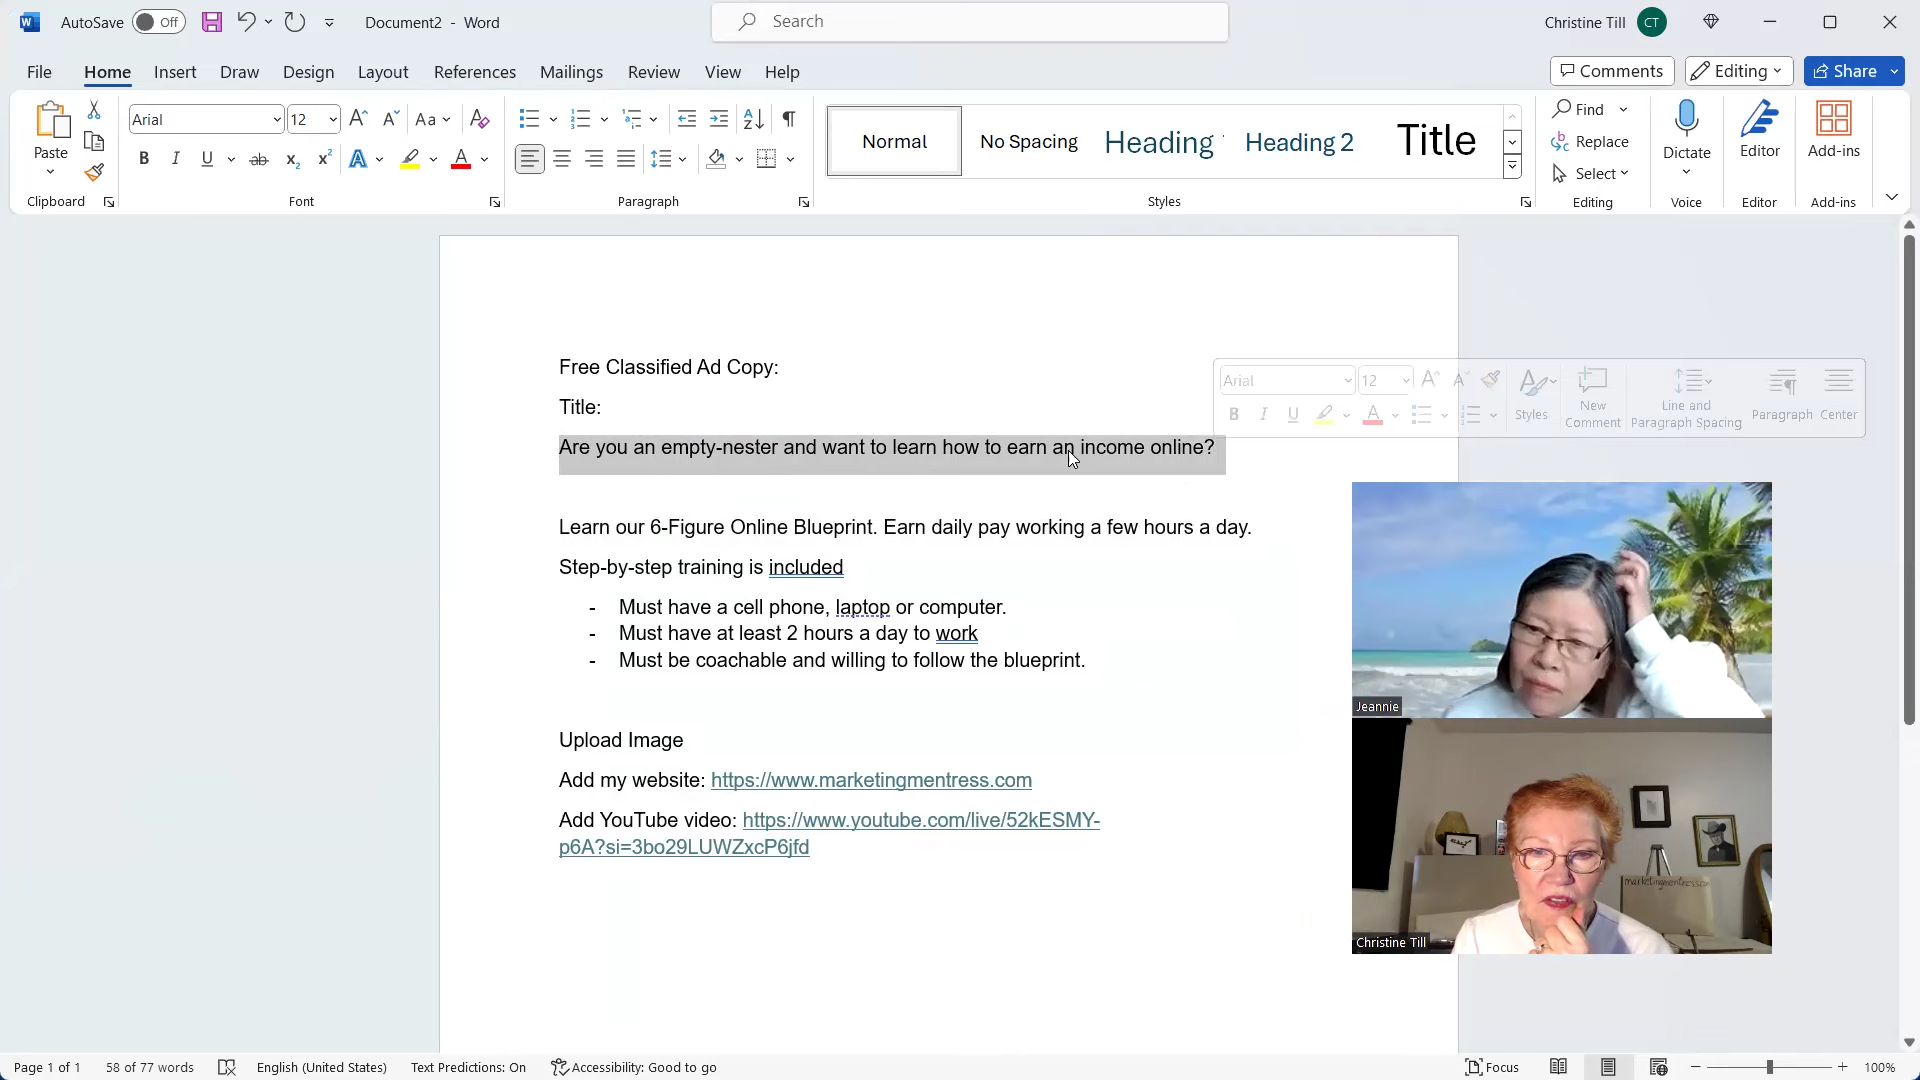 AutoSave Off Document2 - Word Search Christine Till CT
File Home Insert Draw Design Layout References Mailings Review View Help Comments Editing Share
Paste Arial 12 Aa Normal No Spacing Heading Heading 2 Title Find Replace Select Dictate Editor Add-ins
Clipboard Font Paragraph Styles Editing Voice Editor Add-ins
Free Classified Ad Copy:
Title:
Are you an empty-nester and want to learn how to earn an income online?
Arial 12 Styles New Comment Line and Paragraph Spacing Paragraph Center
Learn our 6-Figure Online Blueprint. Earn daily pay working a few hours a day.
Step-by-step training is included
- Must have a cell phone, laptop or computer.
- Must have at least 2 hours a day to work
- Must be coachable and willing to follow the blueprint.
Jeannie
Upload Image
Add my website: https://www.marketingmentress.com
Add YouTube video: https://www.youtube.com/live/52kESMY-
p6A?si=3bo29LUWZxcP6jfd
Christine Till
Page 1 of 1 58 of 77 words English (United States) Text Predictions: On Accessibility: Good to go Focus 100%